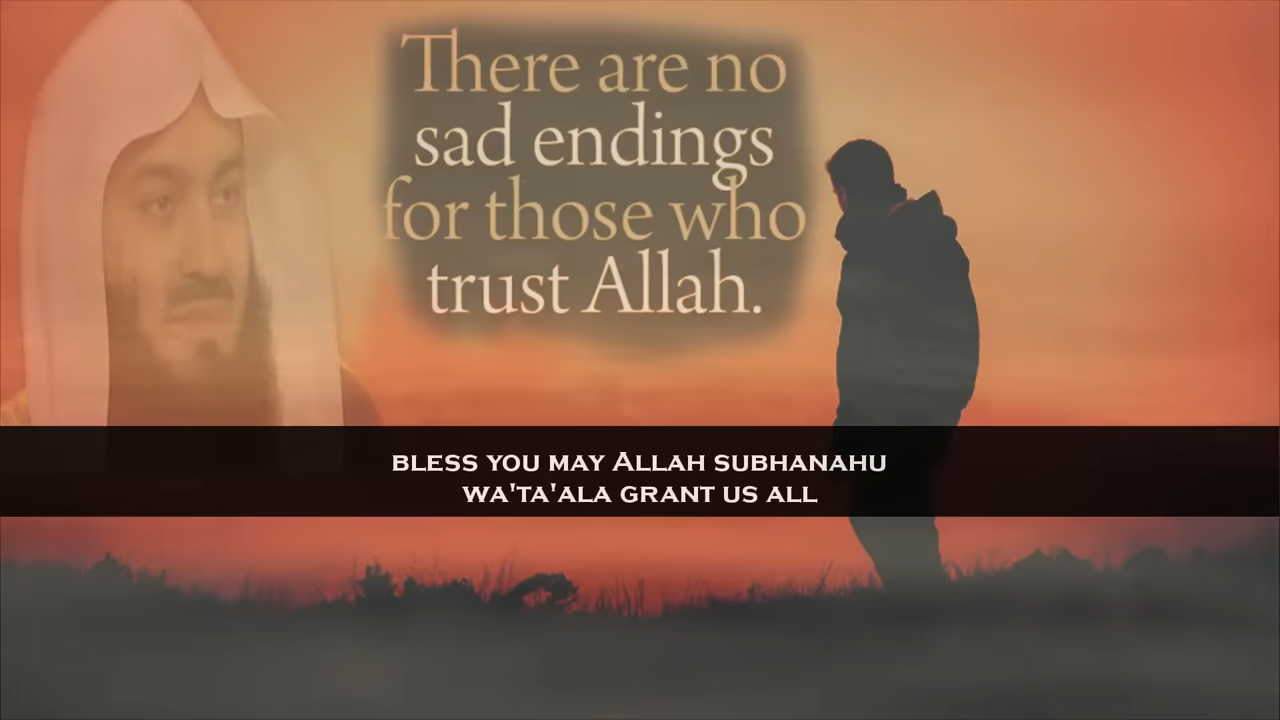 There are no
sad endings
for those who
trust Allah.
BLESS YOU MAY ALLAH SUBHANAHU
WA'TA'ALA GRANT US ALL